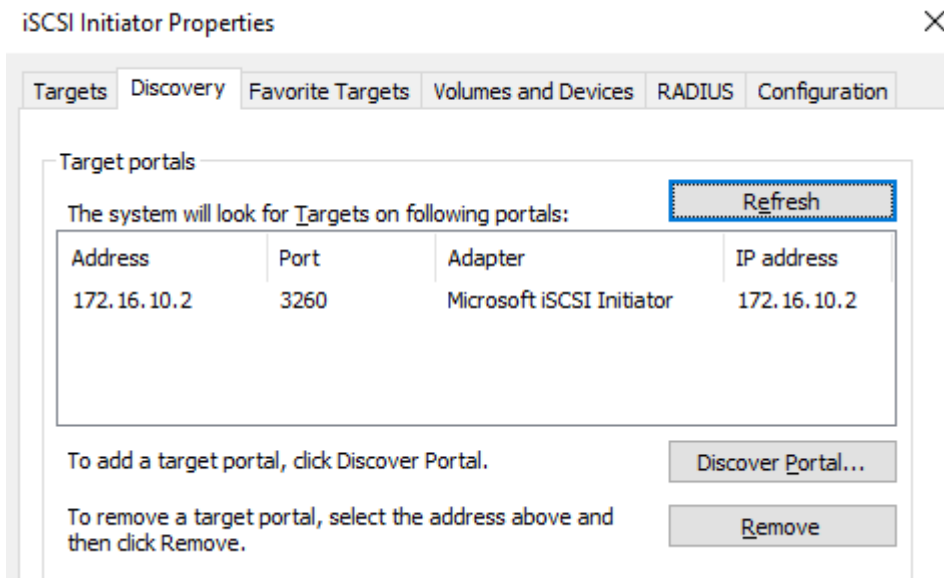 iSCSI Initiator Properties
Targets Discovery Favorite Targets Volumes and Devices RADIUS Configuration
Target portals
The system will look for Targets on following portals:
Refresh
Address Port Adapter IP address
172.16.10.2 3260 Microsoft iSCSI Initiator 172.16.10.2
To add a target portal, click Discover Portal.
Discover Portal...
To remove a target portal, select the address above and
then click Remove.
Remove